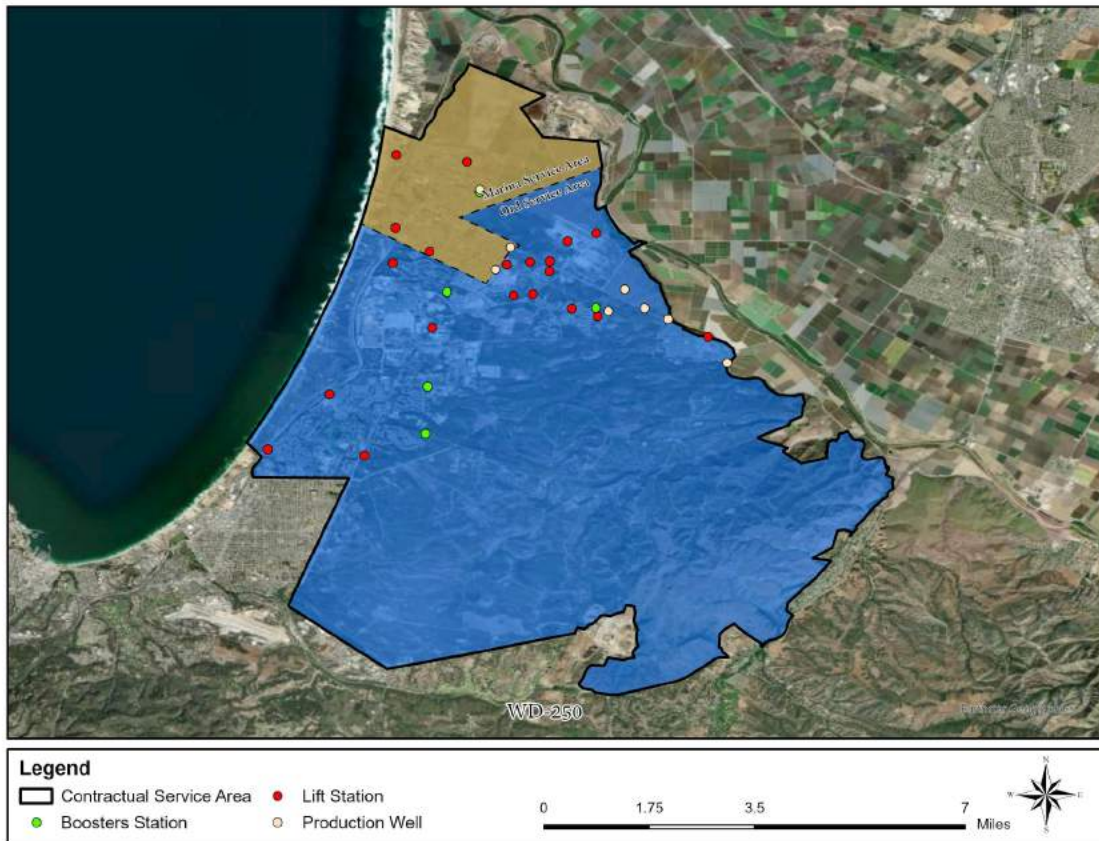 Marina Service Area
Ord Service Area
WD-250
Legend
Contractual Service Area
Lift Station
Boosters Station
Production Well
0
1.75
3.5
7
Miles
N
W
E
S